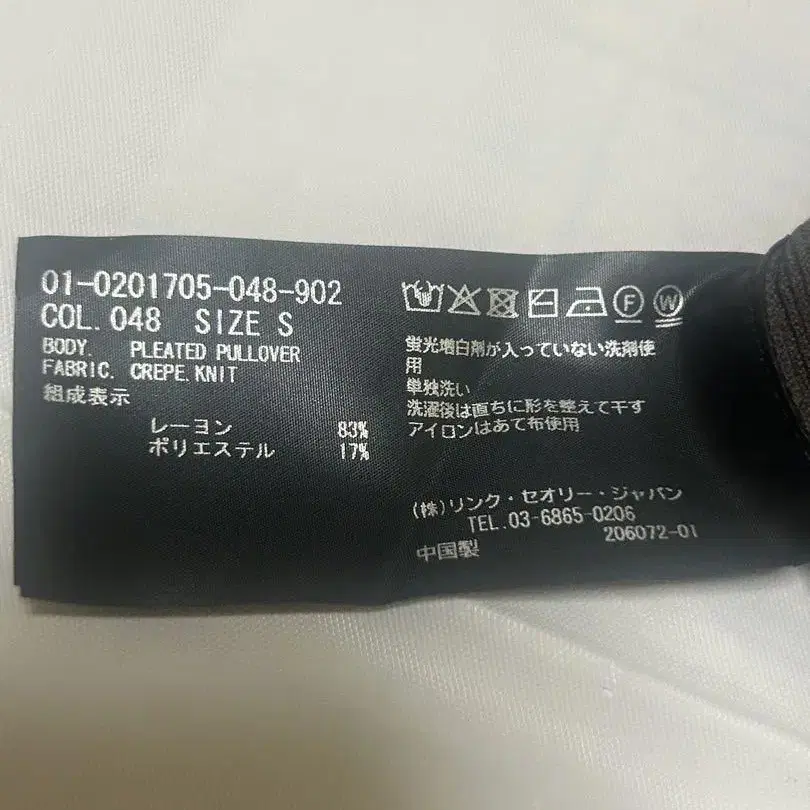 01-0201705-048-902
COL. 048 SIZE S
BODY. PLEATED PULLOVER
FABRIC. CREPE.KNIT
組成表示
レーヨン 83%
ポリエステル 17%
F W
蛍光増白剤が入っていない洗剤使
用
単独洗い
洗濯後は直ちに形を整えて干す
アイロンはあて布使用
(株)リンク・セオリー・ジャパン
TEL.03-6865-0206
206072-01
中国製